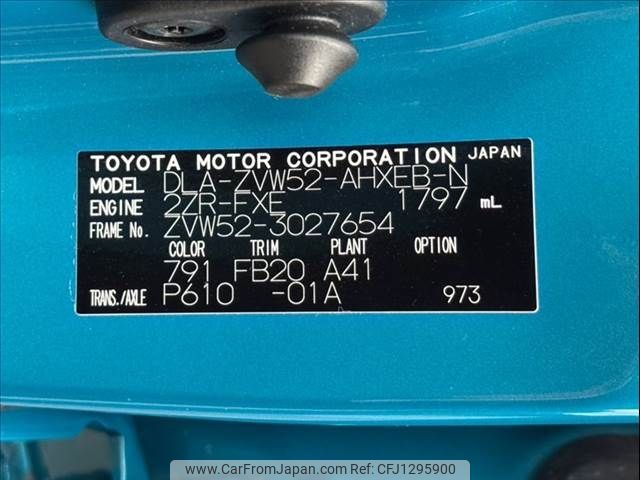 TOYOTA MOTOR CORPORATION JAPAN
MODEL DLA-ZVW52-AHXEB-N
ENGINE 2ZR-FXE 1797 mL
FRAME No. ZVW52-3027654
COLOR TRIM PLANT OPTION
791 FB20 A41
TRANS./AXLE P610 -01A 973
www.CarFromJapan.com | CFJ1295900